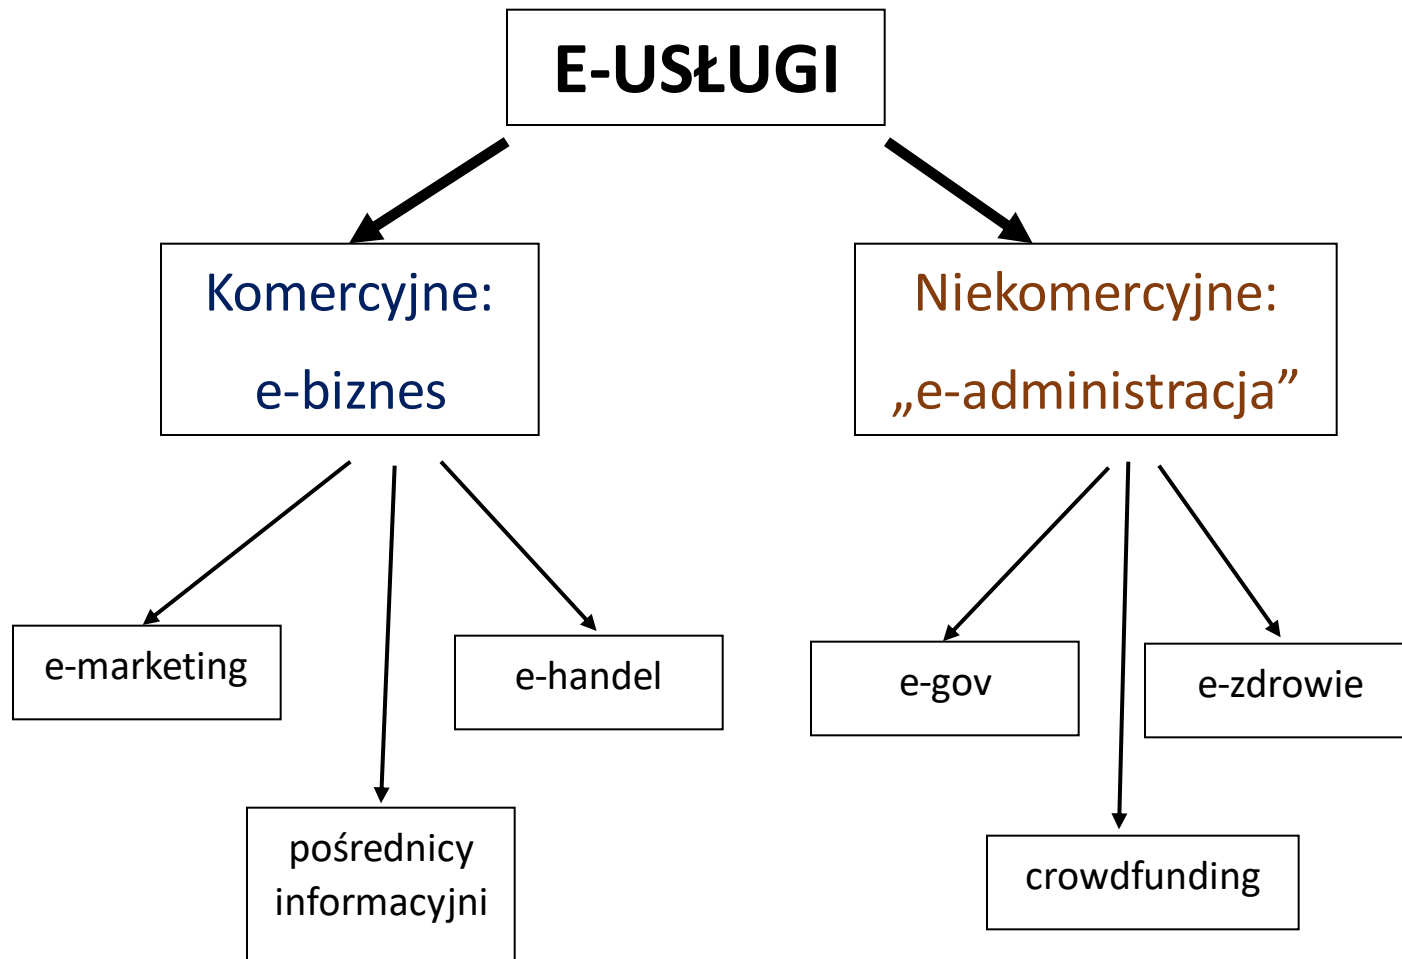 E-USŁUGI
Komercyjne:
e-biznes
Niekomercyjne:
„e-administracja”
e-marketing
e-handel
e-gov
e-zdrowie
pośrednicy
informacyjni
crowdfunding